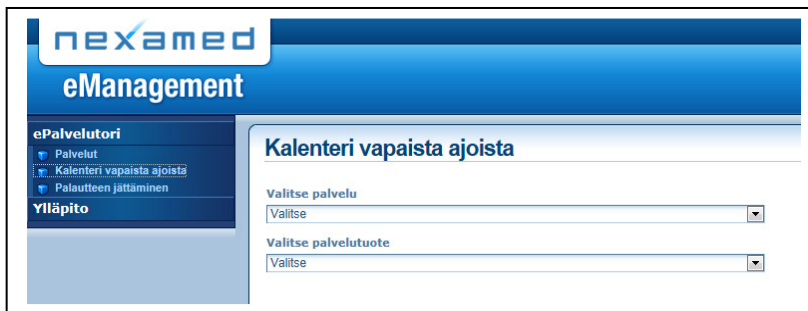 nexamed
eManagement
ePalvelutori
Palvelut
Kalenteri vapaista ajoista
Palautteen jättäminen
Ylläpito
Kalenteri vapaista ajoista
Valitse palvelu
Valitse
Valitse palvelutuote
Valitse